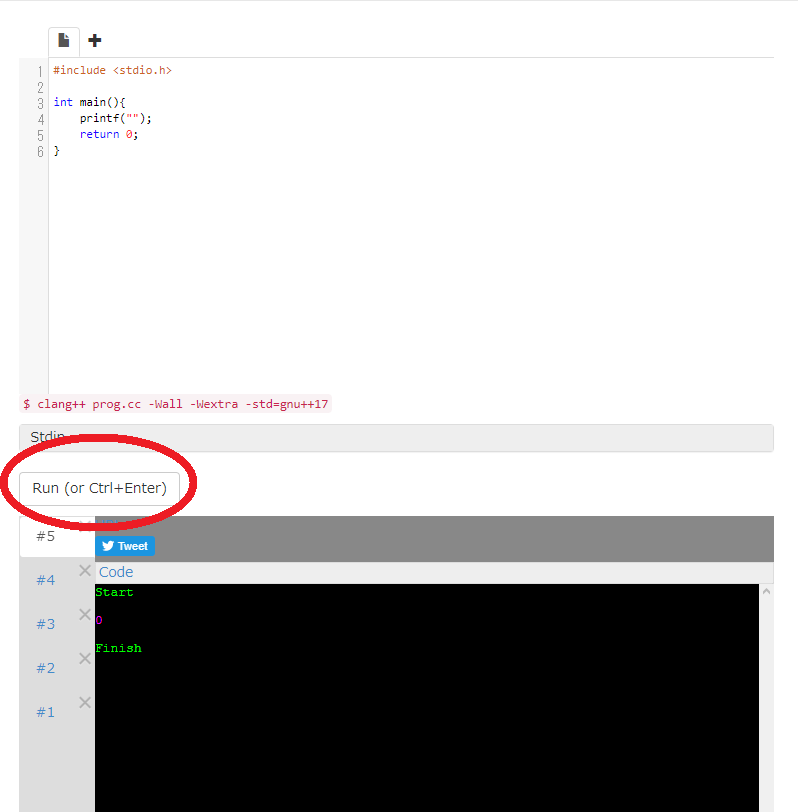 1 #include <stdio.h>
2
3 int main(){
4     printf("");
5     return 0;
6 }
$ clang++ prog.cc -Wall -Wextra -std=gnu++17
Stdin
Run (or Ctrl+Enter)
#5
Tweet
Code
Start
#4
0
#3
Finish
#2
#1